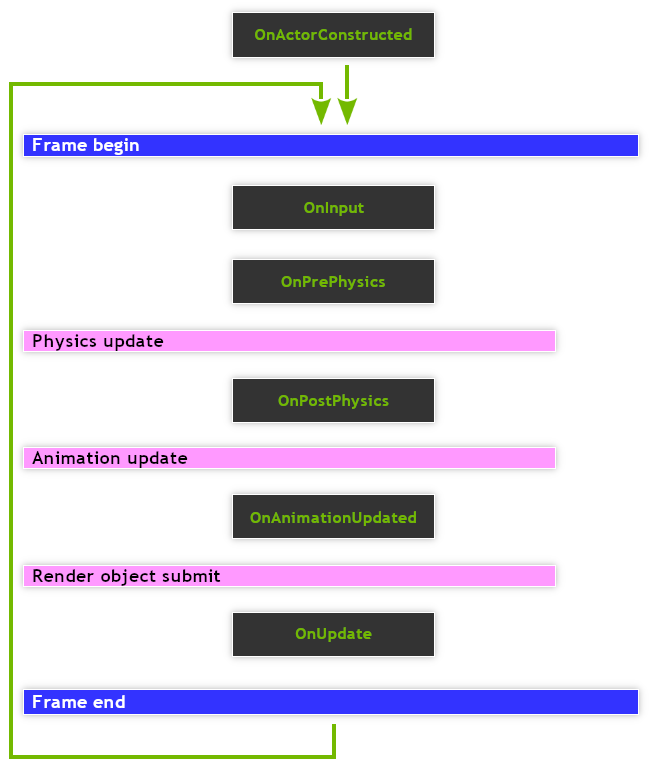 OnActorConstructed
Frame begin
OnInput
OnPrePhysics
Physics update
OnPostPhysics
Animation update
OnAnimationUpdated
Render object submit
OnUpdate
Frame end